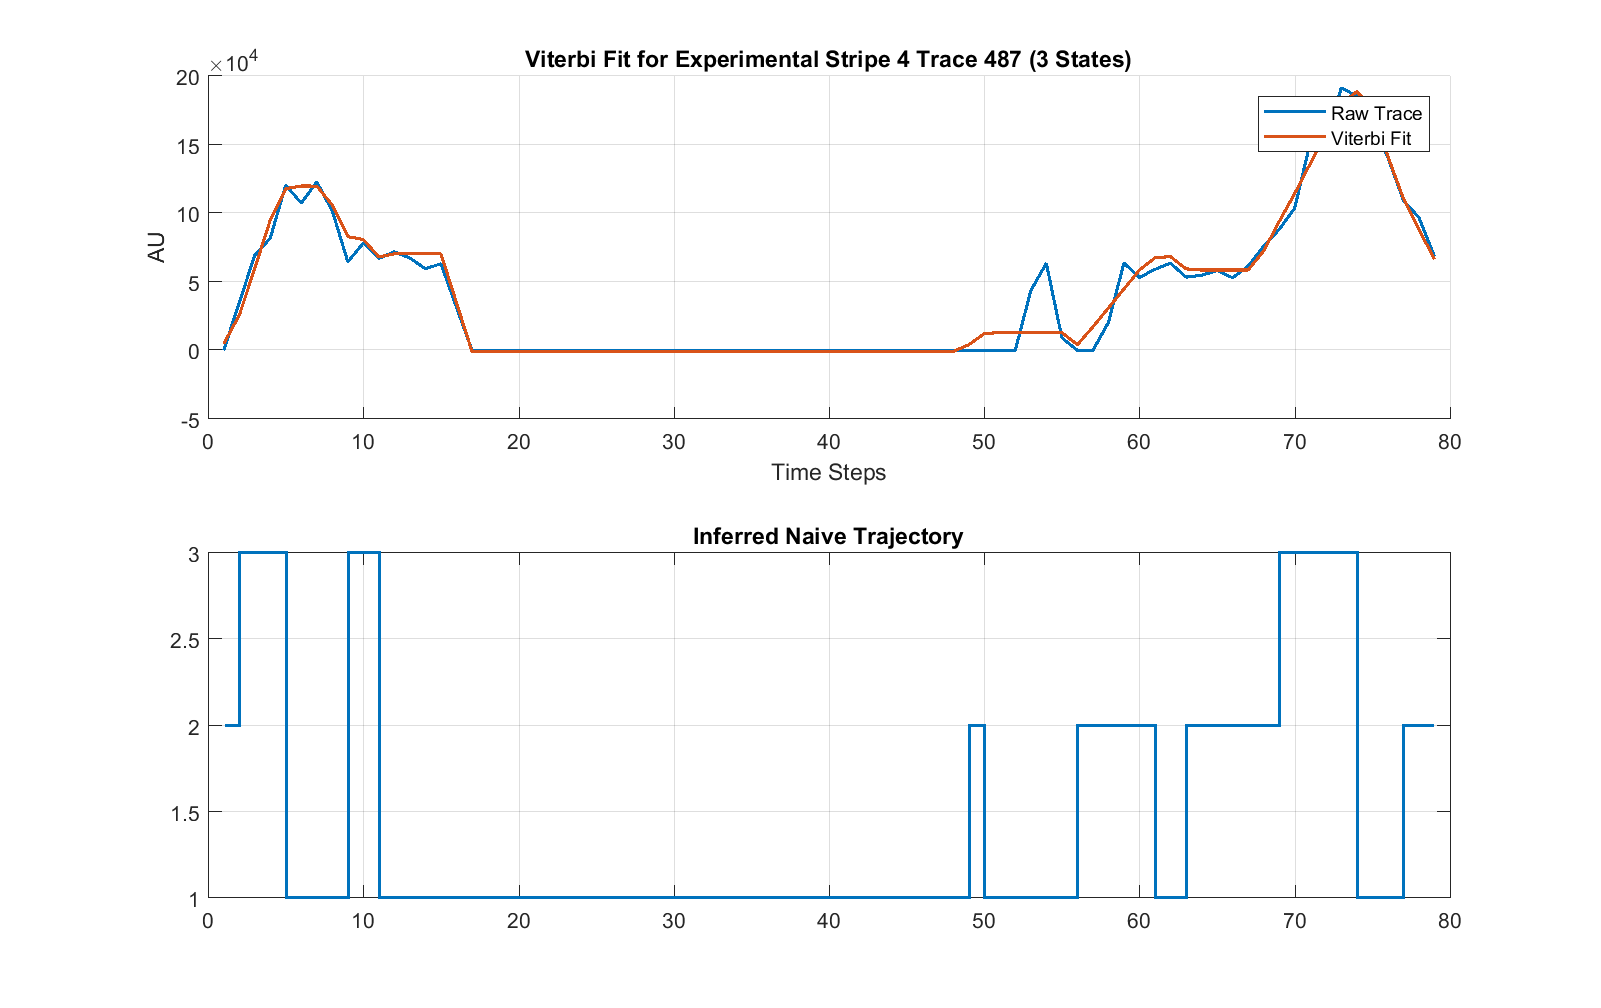 Viterbi Fit for Experimental Stripe 4 Trace 487 (3 States)
×10^4
20
15
10
5
0
-5
AU
Raw Trace
Viterbi Fit
0 10 20 30 40 50 60 70 80
Time Steps
Inferred Naive Trajectory
3
2.5
2
1.5
1
0 10 20 30 40 50 60 70 80